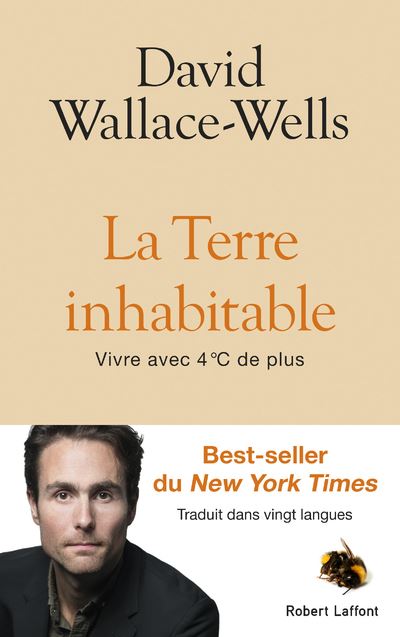 David
Wallace-Wells
La Terre
inhabitable
Vivre avec 4 °C de plus
Best-seller
du New York Times
Traduit dans vingt langues
Robert Laffont